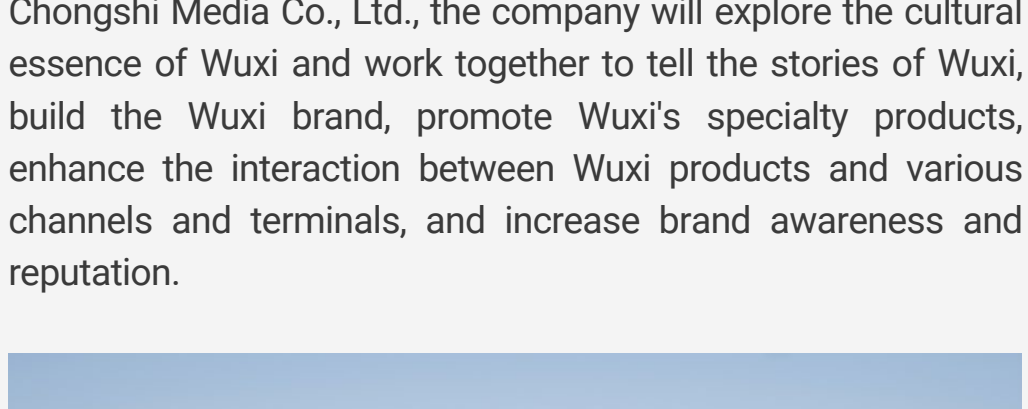 Chongshi Media Co., Ltd., the company will explore the cultural
essence of Wuxi and work together to tell the stories of Wuxi,
build the Wuxi brand, promote Wuxi's specialty products,
enhance the interaction between Wuxi products and various
channels and terminals, and increase brand awareness and
reputation.